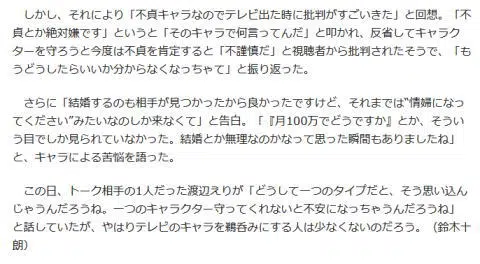 しかし、それにより「不貞キャラなのでテレビ出た時に批判がすごいきた」と回想。「不
貞とか絶対嫌です」というと「そのキャラで何言ってんだ」と叩かれ、反省してキャラク
ターを守ろうと今度は不貞を肯定すると「不謹慎だ」と視聴者から批判されたそうで、「も
うどうしたらいいか分からなくなっちゃて」と振り返った。
さらに「結婚するのも相手が見つかったから良かったですけど、それまでは“情婦になっ
てください”みたいなのしか来なくて」と告白。「『月100万でどうですか』とか、そうい
う目でしか見られていなかった。結婚とか無理なのかなって思った瞬間もありましたね」
と、キャラによる苦悩を語った。
この日、トーク相手の1人だった渡辺えりが「どうして一つのタイプだと、そう思い込ん
じゃうんだろうね。一つのキャラクター守ってくれないと不安になっちゃうんだろうね」
と話していたが、やはりテレビのキャラを鵜呑みにする人は少なくないのだろう。（鈴木十
朗）